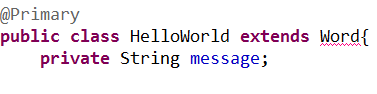 @Primary
public class HelloWorld extends Word{
    private String message;